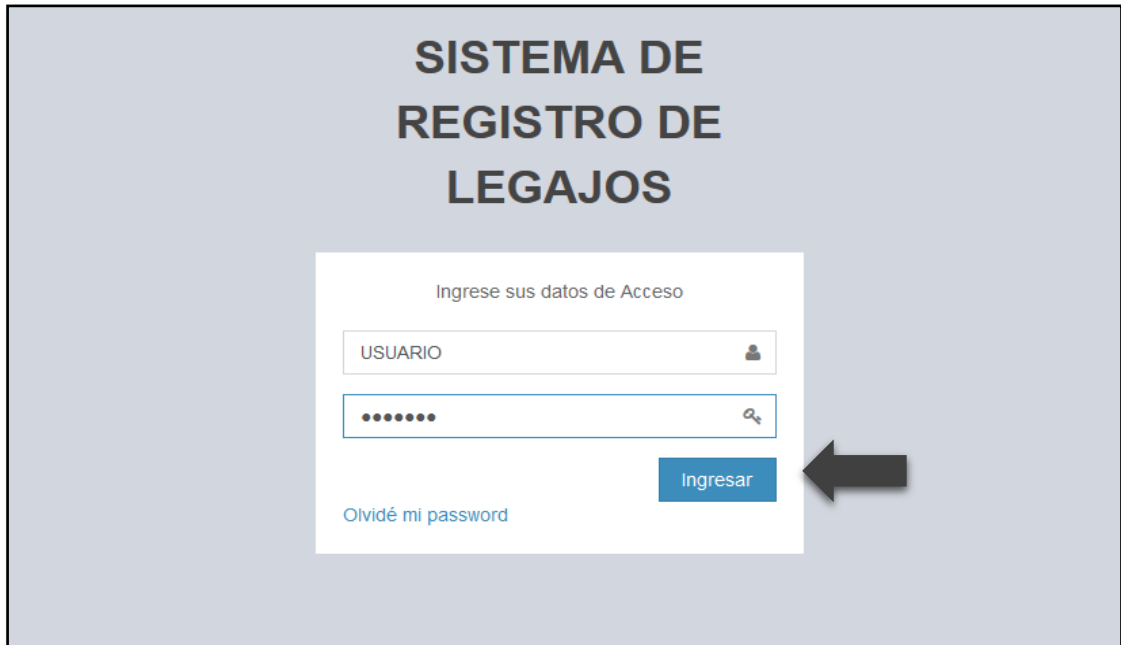 SISTEMA DE
REGISTRO DE
LEGAJOS
Ingrese sus datos de Acceso
USUARIO
•••••••
Ingresar
Olvidé mi password